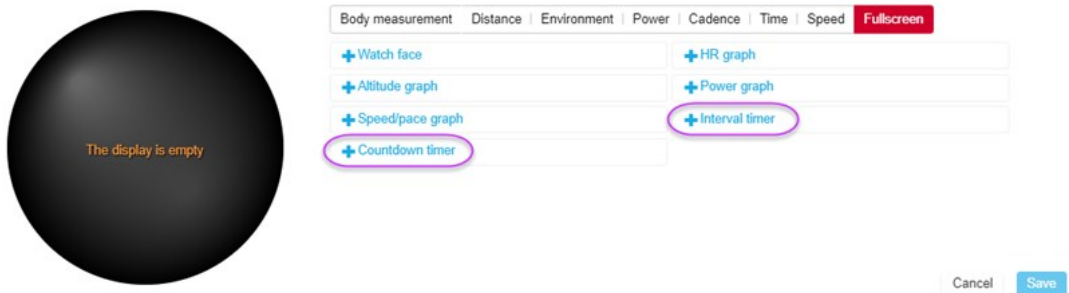 Body measurement Distance Environment Power Cadence Time Speed Fullscreen
Watch face HR graph
Altitude graph Power graph
Speed/pace graph Interval timer
The display is empty Countdown timer
Cancel Save